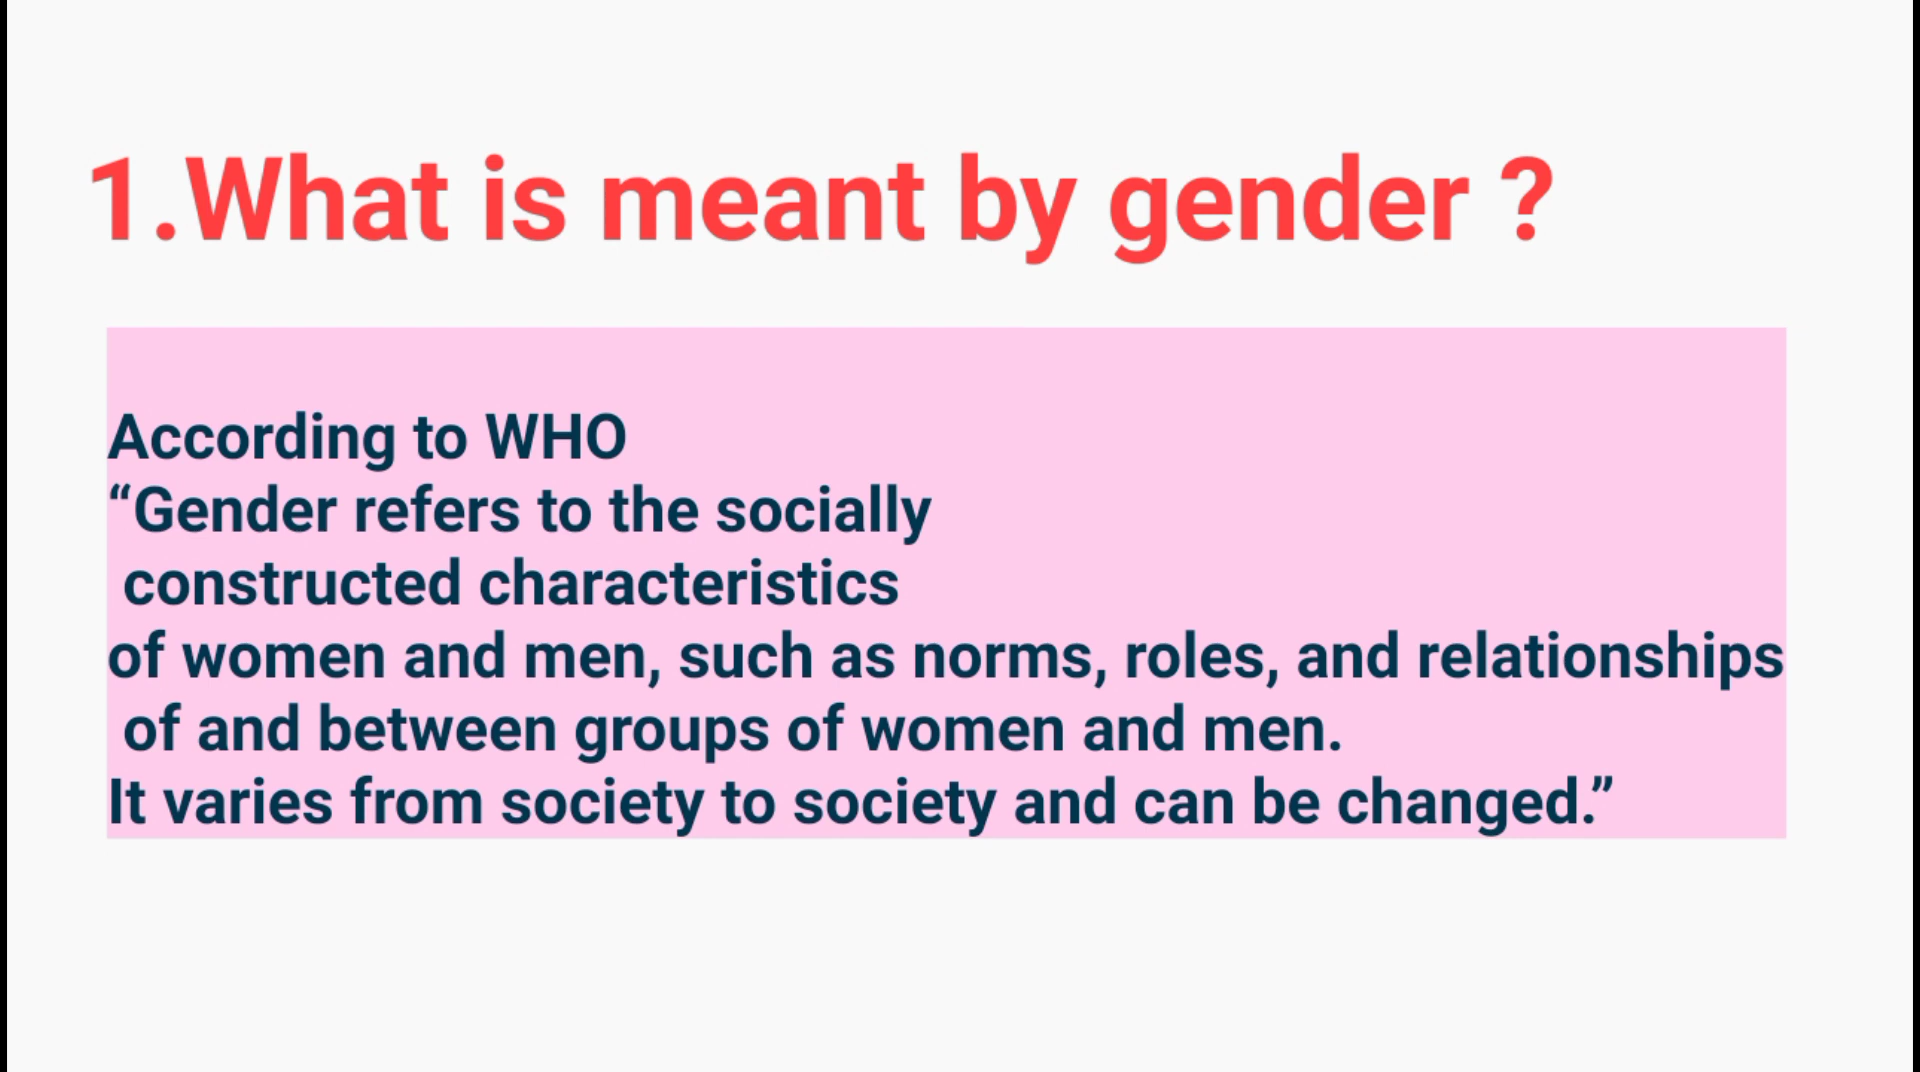 1.What is meant by gender ?
According to WHO
“Gender refers to the socially
constructed characteristics
of women and men, such as norms, roles, and relationships
of and between groups of women and men.
It varies from society to society and can be changed.”